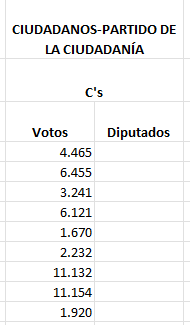 CIUDADANOS-PARTIDO DE
LA CIUDADANÍA
C's
Votos Diputados
4.465
6.455
3.241
6.121
1.670
2.232
11.132
11.154
1.920